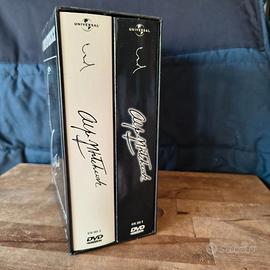 UNIVERSAL
UNIVERSAL
Alfred Hitchcock
Alfred Hitchcock
DVD
DVD
Subito